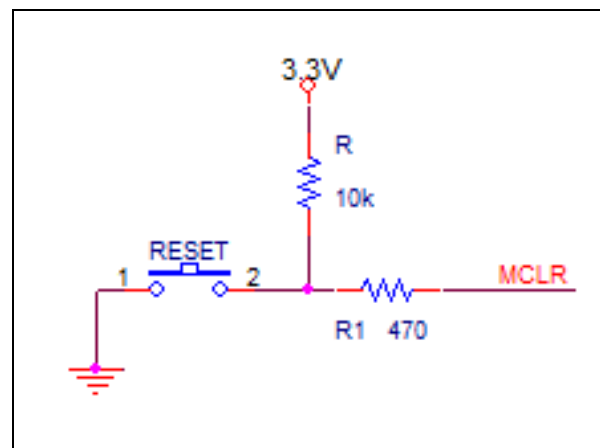 3.3V
R
10k
RESET
1 2
MCLR
R1 470